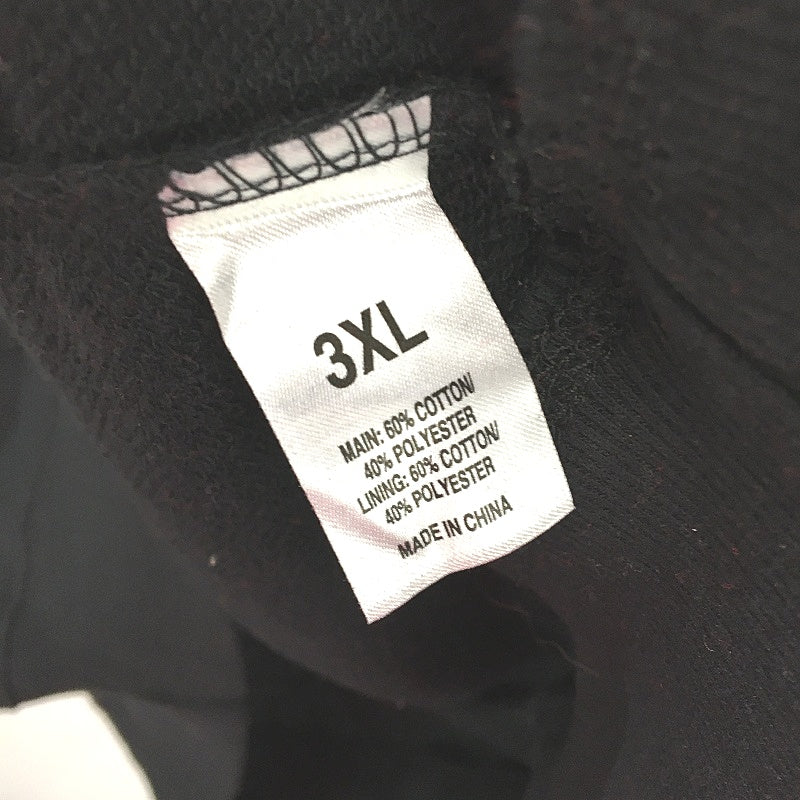 3XL
MAIN: 60% COTTON/
40% POLYESTER
LINING: 60% COTTON/
40% POLYESTER
MADE IN CHINA